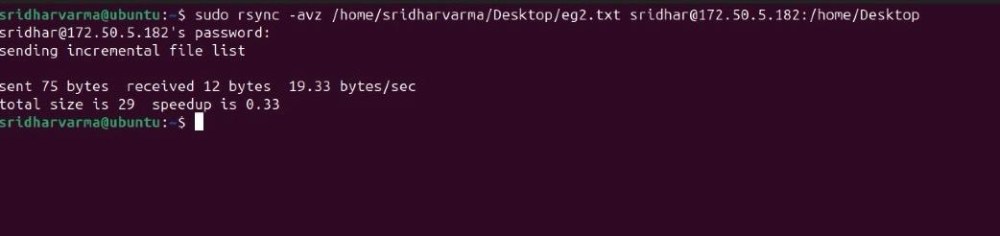 sridharvarma@ubuntu:~$ sudo rsync -avz /home/sridharvarma/Desktop/eg2.txt sridhar@172.50.5.182:/home/Desktop
sridhar@172.50.5.182's password:
sending incremental file list
sent 75 bytes  received 12 bytes  19.33 bytes/sec
total size is 29  speedup is 0.33
sridharvarma@ubuntu:~$